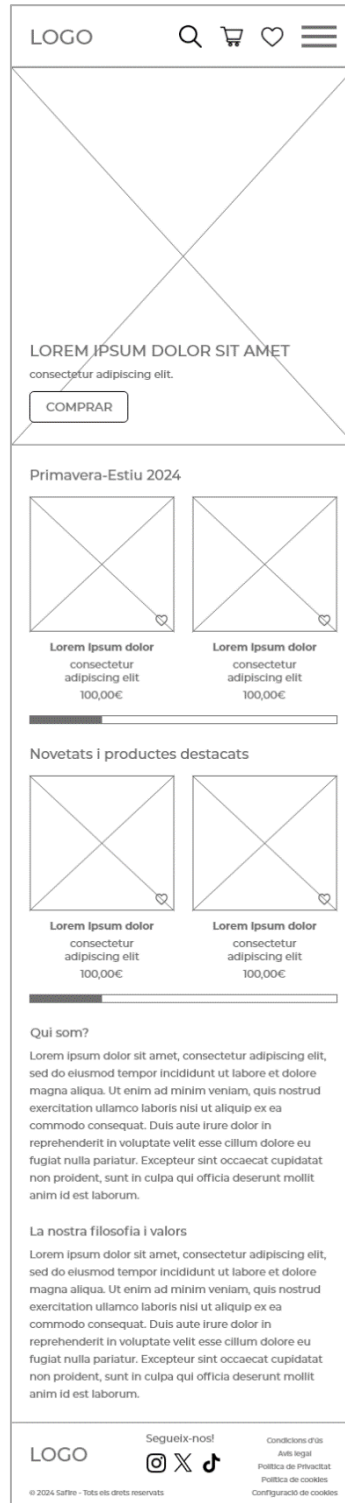 LOGO
LOREM IPSUM DOLOR SIT AMET
consectetur adipiscing elit.
COMPRAR
Primavera-Estiu 2024
Lorem Ipsum dolor
consectetur
adipiscing elit
100,00€
Lorem Ipsum dolor
consectetur
adipiscing elit
100,00€
Novetats i productes destacats
Lorem Ipsum dolor
consectetur
adipiscing elit
100,00€
Lorem Ipsum dolor
consectetur
adipiscing elit
100,00€
Qui som?
Lorem ipsum dolor sit amet, consectetur adipiscing elit,
sed do eiusmod tempor incididunt ut labore et dolore
magna aliqua. Ut enim ad minim veniam, quis nostrud
exercitation ullamco laboris nisi ut aliquip ex ea
commodo consequat. Duis aute irure dolor in
reprehenderit in voluptate velit esse cillum dolore eu
fugiat nulla pariatur. Excepteur sint occaecat cupidatat
non proident, sunt in culpa qui officia deserunt mollit
anim id est laborum.
La nostra filosofia i valors
Lorem ipsum dolor sit amet, consectetur adipiscing elit,
sed do eiusmod tempor incididunt ut labore et dolore
magna aliqua. Ut enim ad minim veniam, quis nostrud
exercitation ullamco laboris nisi ut aliquip ex ea
commodo consequat. Duis aute irure dolor in
reprehenderit in voluptate velit esse cillum dolore eu
fugiat nulla pariatur. Excepteur sint occaecat cupidatat
non proident, sunt in culpa qui officia deserunt mollit
anim id est laborum.
LOGO
© 2024 Safire - Tots els drets reservats
Segueix-nos!
Condicions d'ús
Avís legal
Política de Privacitat
Política de cookies
Configuració de cookies